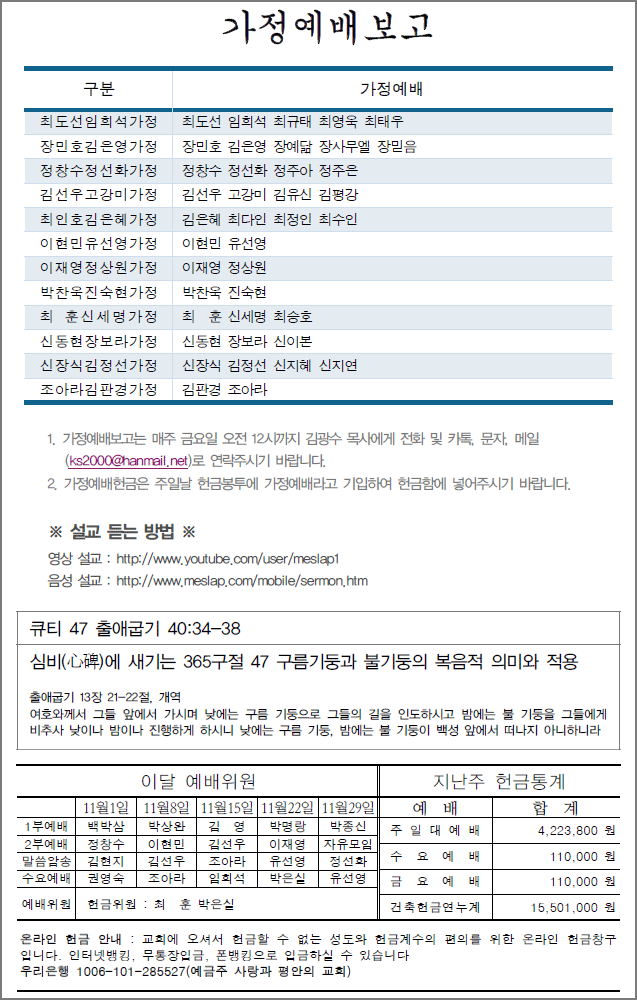 가정예배보고
구분 가정예배
최도선임희석가정 최도선 임희석 최규태 최영욱 최태우
장민호김은영가정 장민호 김은영 장예닮 장사무엘 장믿음
정창수정선화가정 정창수 정선화 정주아 정주은
김선우고강미가정 김선우 고강미 김유신 김평강
최인호김은혜가정 김은혜 최다인 최정인 최수인
이현민유선영가정 이현민 유선영
이재영정상원가정 이재영 정상원
박찬욱진숙현가정 박찬욱 진숙현
최 훈신세명가정 최 훈 신세명 최승호
신동현장보라가정 신동현 장보라 신이본
신장식김정선가정 신장식 김정선 신지혜 신지연
조아라김판경가정 김판경 조아라
1. 가정예배보고는 매주 금요일 오전 12시까지 김광수 목사에게 전화 및 카톡, 문자, 메일
(ks2000@hanmail.net)로 연락주시기 바랍니다.
2. 가정예배헌금은 주일날 헌금봉투에 가정예배라고 기입하여 헌금함에 넣어주시기 바랍니다.
※ 설교 듣는 방법 ※
영상 설교 : http://www.youtube.com/user/meslap1
음성 설교 : http://www.meslap.com/mobile/sermon.htm
큐티 47 출애굽기 40:34-38
심비(心碑)에 새기는 365구절 47 구름기둥과 불기둥의 복음적 의미와 적용
출애굽기 13장 21-22절, 개역
여호와께서 그들 앞에서 가시며 낮에는 구름 기둥으로 그들의 길을 인도하시고 밤에는 불 기둥을 그들에게
비추사 낮이나 밤이나 진행하게 하시니 낮에는 구름 기둥, 밤에는 불 기둥이 백성 앞에서 떠나지 아니하니라
이달 예배위원
11월1일 11월8일 11월15일 11월22일 11월29일
1부예배 백박삼 박상완 김 영 박명랑 박종신
2부예배 정창수 이현민 김선우 이재영 자유모임
말씀암송 김현지 김선우 조아라 유선영 정선화
수요예배 권영숙 조아라 임희석 박은실 유선영
예배위원 헌금위원 : 최 훈 박은실
지난주 헌금통계
예 배 합 계
주 일 대 예 배 4,223,800 원
수 요 예 배 110,000 원
금 요 예 배 110,000 원
건축헌금연누계 15,501,000 원
온라인 헌금 안내 : 교회에 오셔서 헌금할 수 없는 성도와 헌금계수의 편의를 위한 온라인 헌금창구
입니다. 인터넷뱅킹, 무통장입금, 폰뱅킹으로 입금하실 수 있습니다
우리은행 1006-101-285527(예금주 사랑과 평안의 교회)